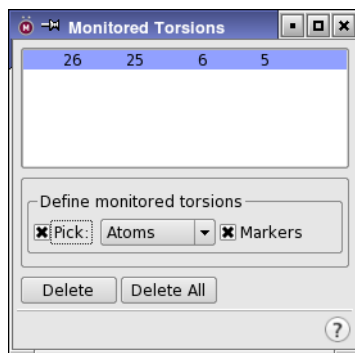 Monitored Torsions
26 25 6 5
Define monitored torsions
Pick: Atoms Markers
Delete Delete All
?